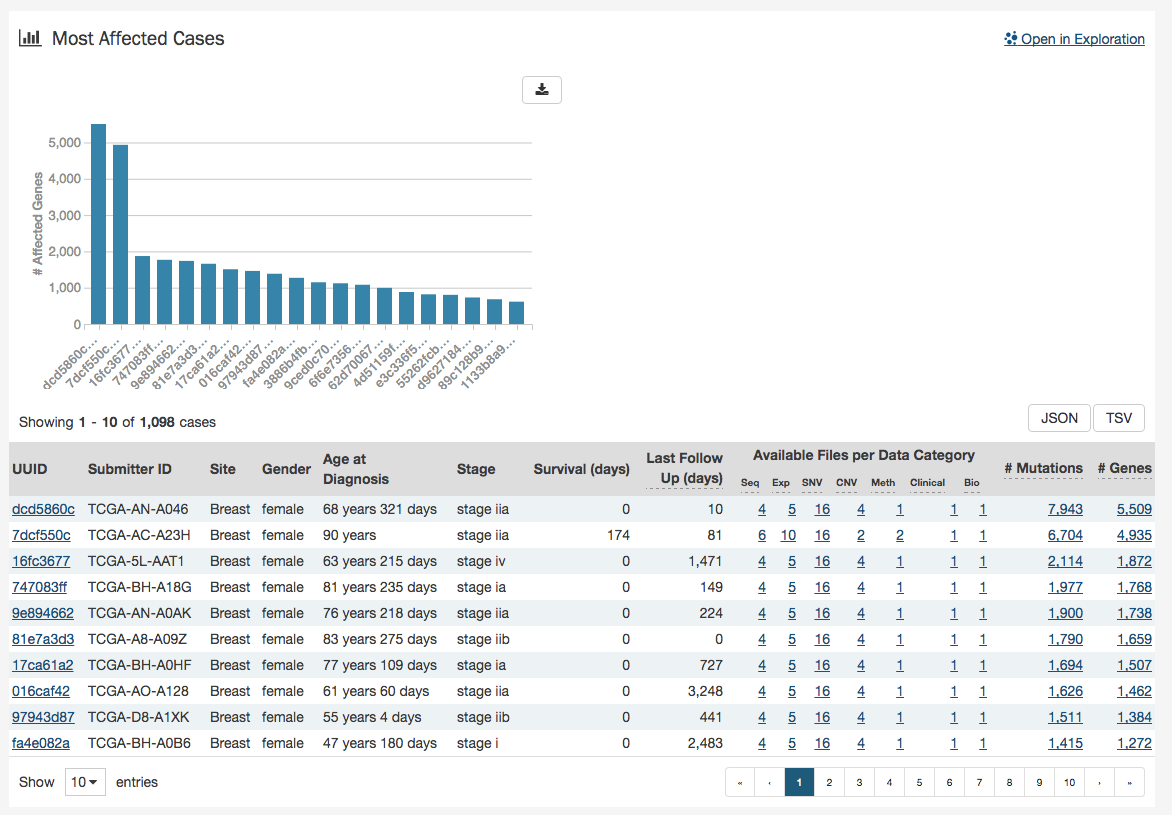 Most Affected Cases
Open in Exploration
# Affected Genes
5,000
4,000
3,000
2,000
1,000
0
dcd5860c...
7dcf550c...
16fc3677...
747083ff...
9e894662...
81e7a3d3...
17ca61a2...
016caf42...
97943d87...
fa4e082a...
3886b4fb...
9ced0c70...
6f6e7356...
62d70067...
4d51159f...
e3c336f5...
55262fcb...
d9627184...
89c128b9...
1133b8a9...
Showing 1 - 10 of 1,098 cases
JSON TSV
UUID Submitter ID Site Gender Age at Diagnosis Stage Survival (days) Last Follow Up (days) Available Files per Data Category # Mutations # Genes
Seq Exp SNV CNV Meth Clinical Bio
dcd5860c TCGA-AN-A046 Breast female 68 years 321 days stage iia 0 10 4 5 16 4 1 1 1 7,943 5,509
7dcf550c TCGA-AC-A23H Breast female 90 years stage iia 174 81 6 10 16 2 2 1 1 6,704 4,935
16fc3677 TCGA-5L-AAT1 Breast female 63 years 215 days stage iv 0 1,471 4 5 16 4 1 1 1 2,114 1,872
747083ff TCGA-BH-A18G Breast female 81 years 235 days stage ia 0 149 4 5 16 4 1 1 1 1,977 1,768
9e894662 TCGA-AN-A0AK Breast female 76 years 218 days stage iia 0 224 4 5 16 4 1 1 1 1,900 1,738
81e7a3d3 TCGA-A8-A09Z Breast female 83 years 275 days stage iib 0 0 4 5 16 4 1 1 1 1,790 1,659
17ca61a2 TCGA-BH-A0HF Breast female 77 years 109 days stage ia 0 727 4 5 16 4 1 1 1 1,694 1,507
016caf42 TCGA-AO-A128 Breast female 61 years 60 days stage iia 0 3,248 4 5 16 4 1 1 1 1,626 1,462
97943d87 TCGA-D8-A1XK Breast female 55 years 4 days stage iib 0 441 4 5 16 4 1 1 1 1,511 1,384
fa4e082a TCGA-BH-A0B6 Breast female 47 years 180 days stage i 0 2,483 4 5 16 4 1 1 1 1,415 1,272
Show 10 entries
« ‹ 1 2 3 4 5 6 7 8 9 10 › »